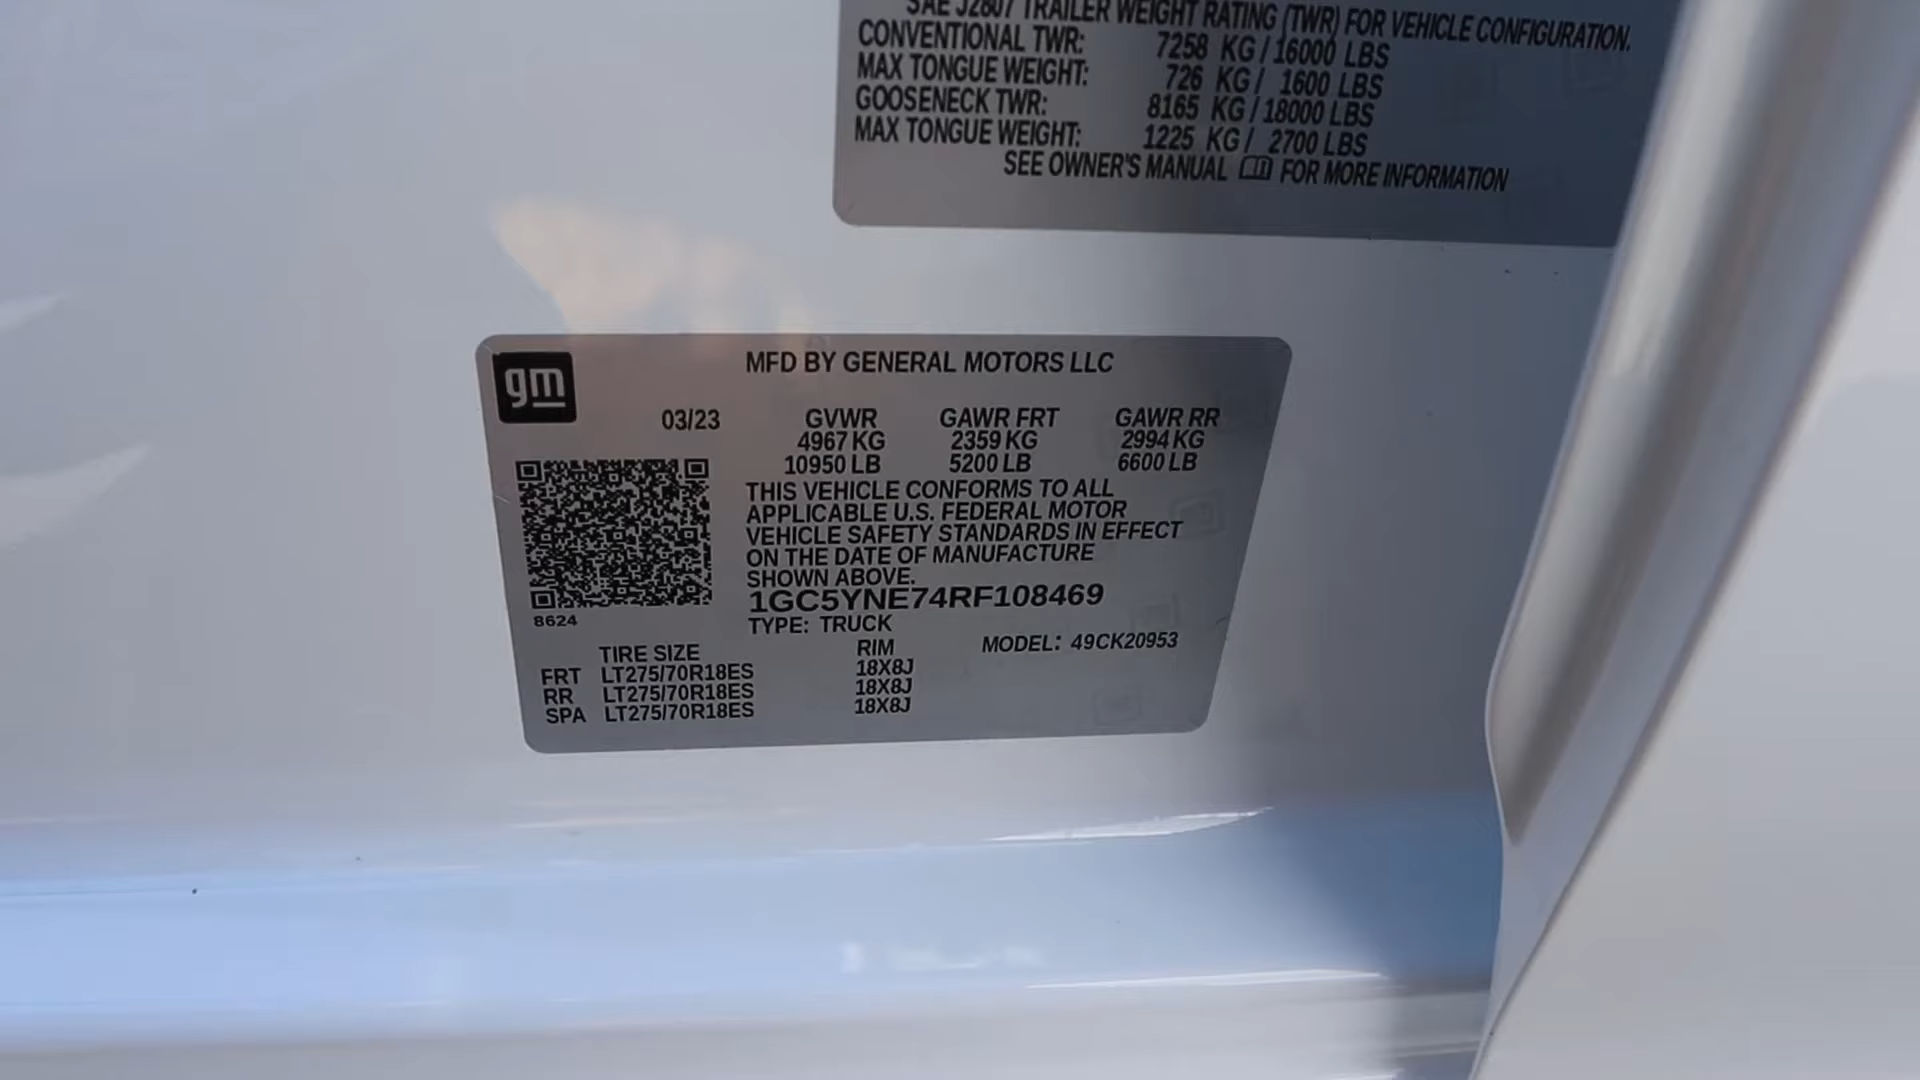 SAE J2807 TRAILER WEIGHT RATING (TWR) FOR VEHICLE CONFIGURATION.
CONVENTIONAL TWR: 7258 KG / 16000 LBS
MAX TONGUE WEIGHT: 726 KG / 1600 LBS
GOOSENECK TWR: 8165 KG / 18000 LBS
MAX TONGUE WEIGHT: 1225 KG / 2700 LBS
SEE OWNER'S MANUAL FOR MORE INFORMATION
gm
MFD BY GENERAL MOTORS LLC
03/23 GVWR GAWR FRT GAWR RR
4967 KG 2359 KG 2994 KG
10950 LB 5200 LB 6600 LB
THIS VEHICLE CONFORMS TO ALL
APPLICABLE U.S. FEDERAL MOTOR
VEHICLE SAFETY STANDARDS IN EFFECT
ON THE DATE OF MANUFACTURE
SHOWN ABOVE.
1GC5YNE74RF108469
8624
TYPE: TRUCK
TIRE SIZE RIM MODEL: 49CK20953
FRT LT275/70R18ES 18X8J
RR LT275/70R18ES 18X8J
SPA LT275/70R18ES 18X8J